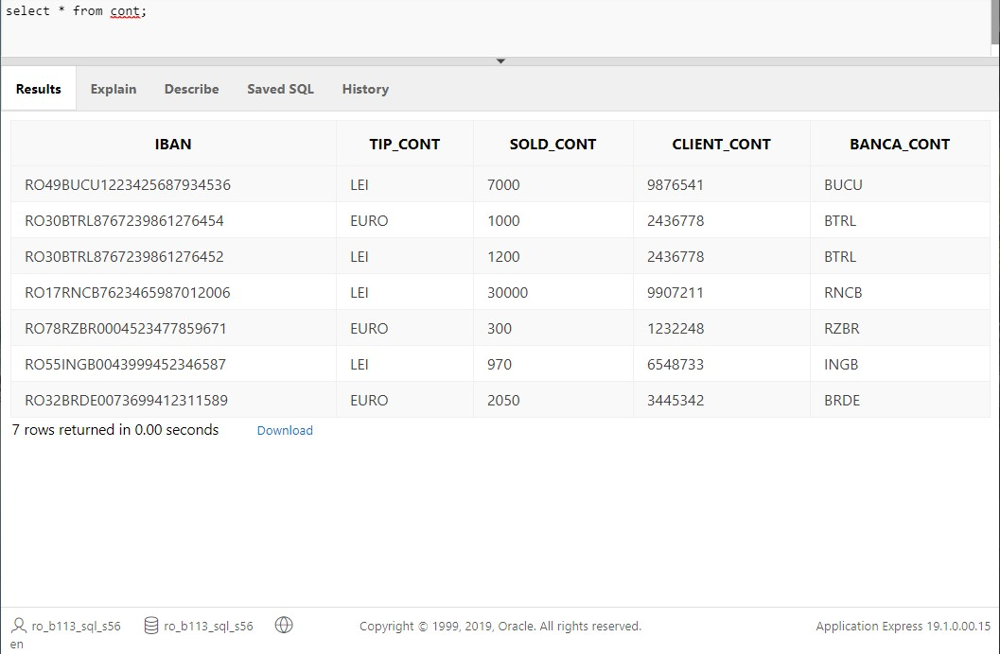 select * from cont;
Results Explain Describe Saved SQL History
IBAN TIP_CONT SOLD_CONT CLIENT_CONT BANCA_CONT
RO49BUCU1223425687934536 LEI 7000 9876541 BUCU
RO30BTRL8767239861276454 EURO 1000 2436778 BTRL
RO30BTRL8767239861276452 LEI 1200 2436778 BTRL
RO17RNCB7623465987012006 LEI 30000 9907211 RNCB
RO78RZBR0004523477859671 EURO 300 1232248 RZBR
RO55INGB0043999452346587 LEI 970 6548733 INGB
RO32BRDE0073699412311589 EURO 2050 3445342 BRDE
7 rows returned in 0.00 seconds Download
ro_b113_sql_s56 ro_b113_sql_s56 Copyright © 1999, 2019, Oracle. All rights reserved. Application Express 19.1.0.00.15
en